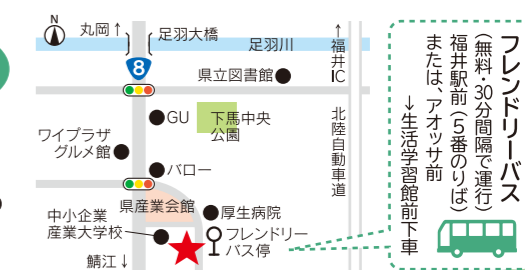 N
丸岡↑
足羽大橋
足羽川
↑福井IC
8
県立図書館
GU
下馬中央
公園
北陸自動車道
ワイプラザ
グルメ館
バロー
県産業会館
厚生病院
中小企業
産業大学校
フレンドリー
バス停
鯖江↓
フレンドリーバス
(無料・30分間隔で運行)
福井駅前(5番のりば)
または、アオッサ前
→生活学習館前下車